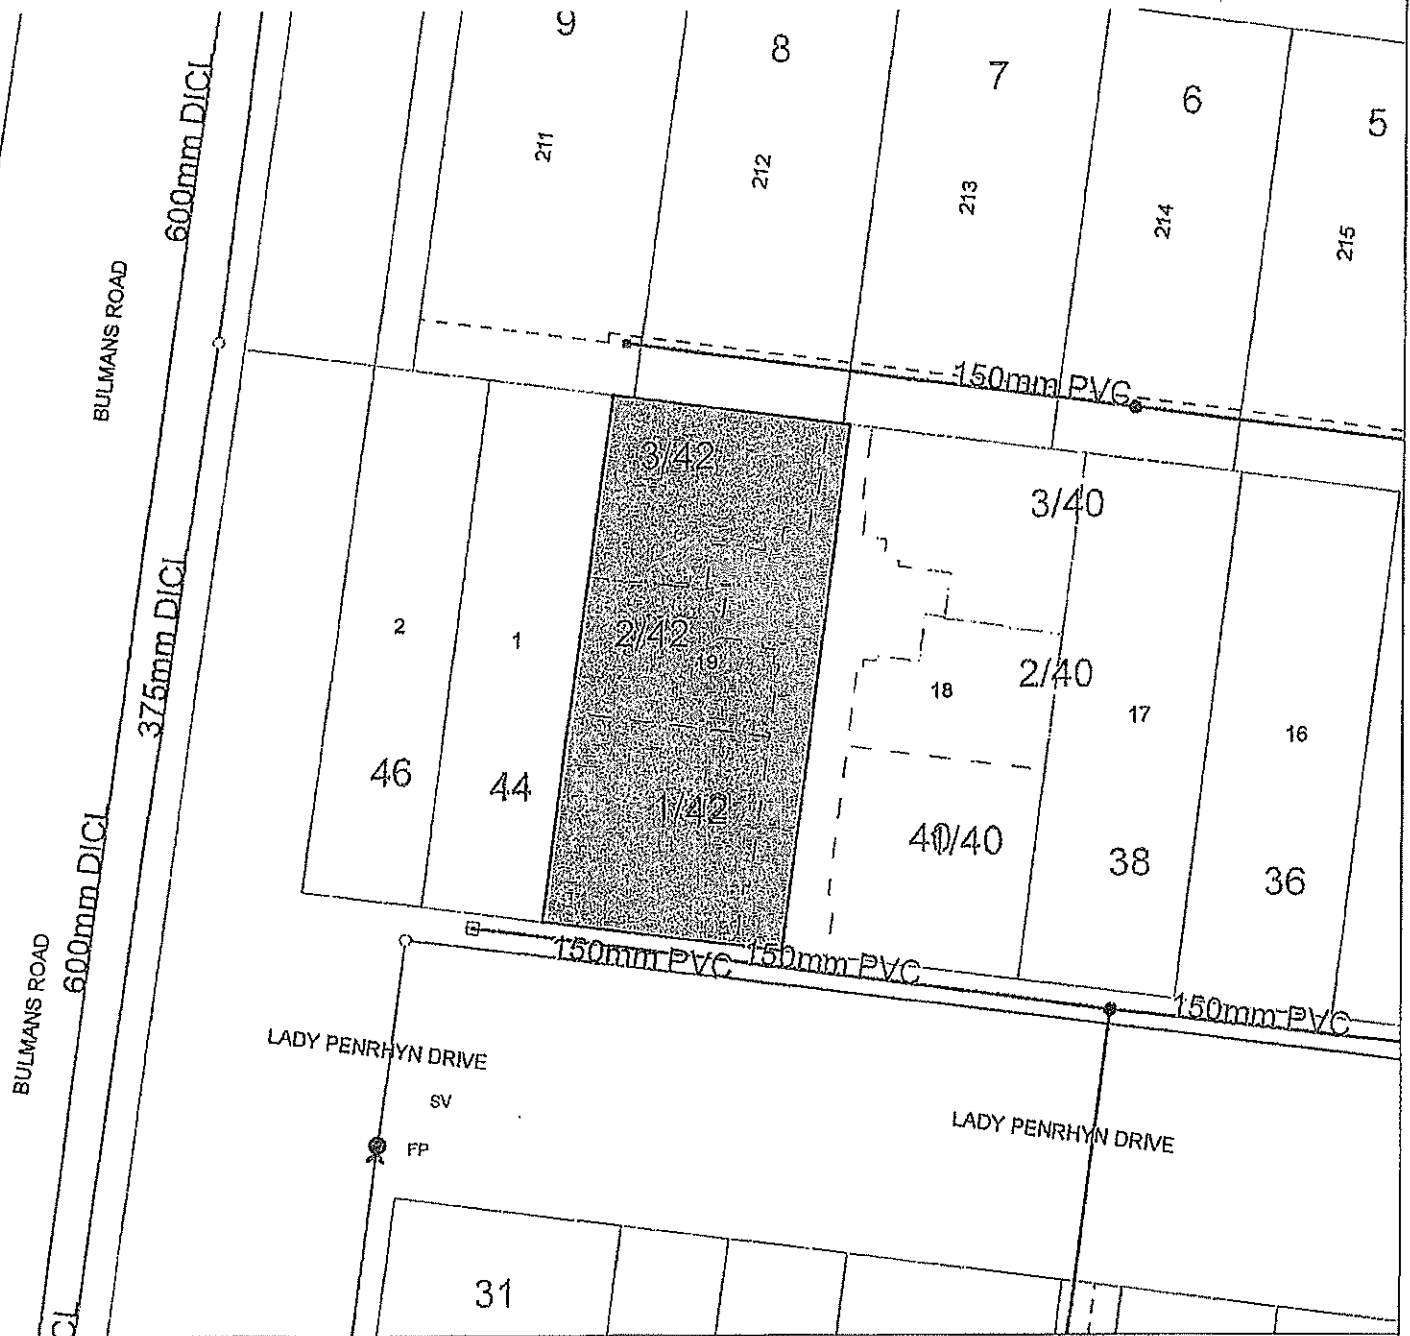 9
8
7
6
5
600mm DICL
211
212
213
214
215
BULMANS ROAD
150mm PVC
3/42
3/40
375mm DICL
2
1
2/42
19
18
2/40
17
16
46
44
1/42
38
36
600mm DICL
BULMANS ROAD
150mm PVC
150mm PVC
150mm PVC
LADY PENRHYN DRIVE
SV
FP
LADY PENRHYN DRIVE
31